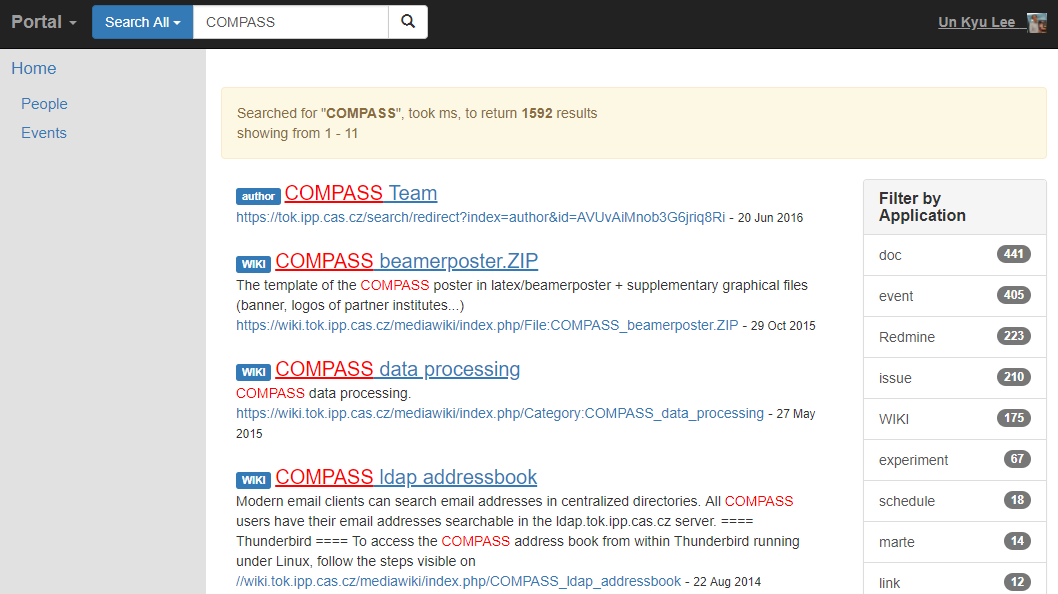 Portal
Search All
COMPASS
Un Kyu Lee
Home
People
Events
Searched for "COMPASS", took ms, to return 1592 results
showing from 1 - 11
author COMPASS Team
https://tok.ipp.cas.cz/search/redirect?index=author&id=AVUvAiMnob3G6jriq8Ri - 20 Jun 2016
WIKI COMPASS beamerposter.ZIP
The template of the COMPASS poster in latex/beamerposter + supplementary graphical files
(banner, logos of partner institutes...)
https://wiki.tok.ipp.cas.cz/mediawiki/index.php/File:COMPASS_beamerposter.ZIP - 29 Oct 2015
WIKI COMPASS data processing
COMPASS data processing.
https://wiki.tok.ipp.cas.cz/mediawiki/index.php/Category:COMPASS_data_processing - 27 May
2015
WIKI COMPASS ldap addressbook
Modern email clients can search email addresses in centralized directories. All COMPASS
users have their email addresses searchable in the ldap.tok.ipp.cas.cz server. ====
Thunderbird ==== To access the COMPASS address book from within Thunderbird running
under Linux, follow the steps visible on
//wiki.tok.ipp.cas.cz/mediawiki/index.php/COMPASS_ldap_addressbook - 22 Aug 2014
Filter by
Application
doc 441
event 405
Redmine 223
issue 210
WIKI 175
experiment 67
schedule 18
marte 14
link 12